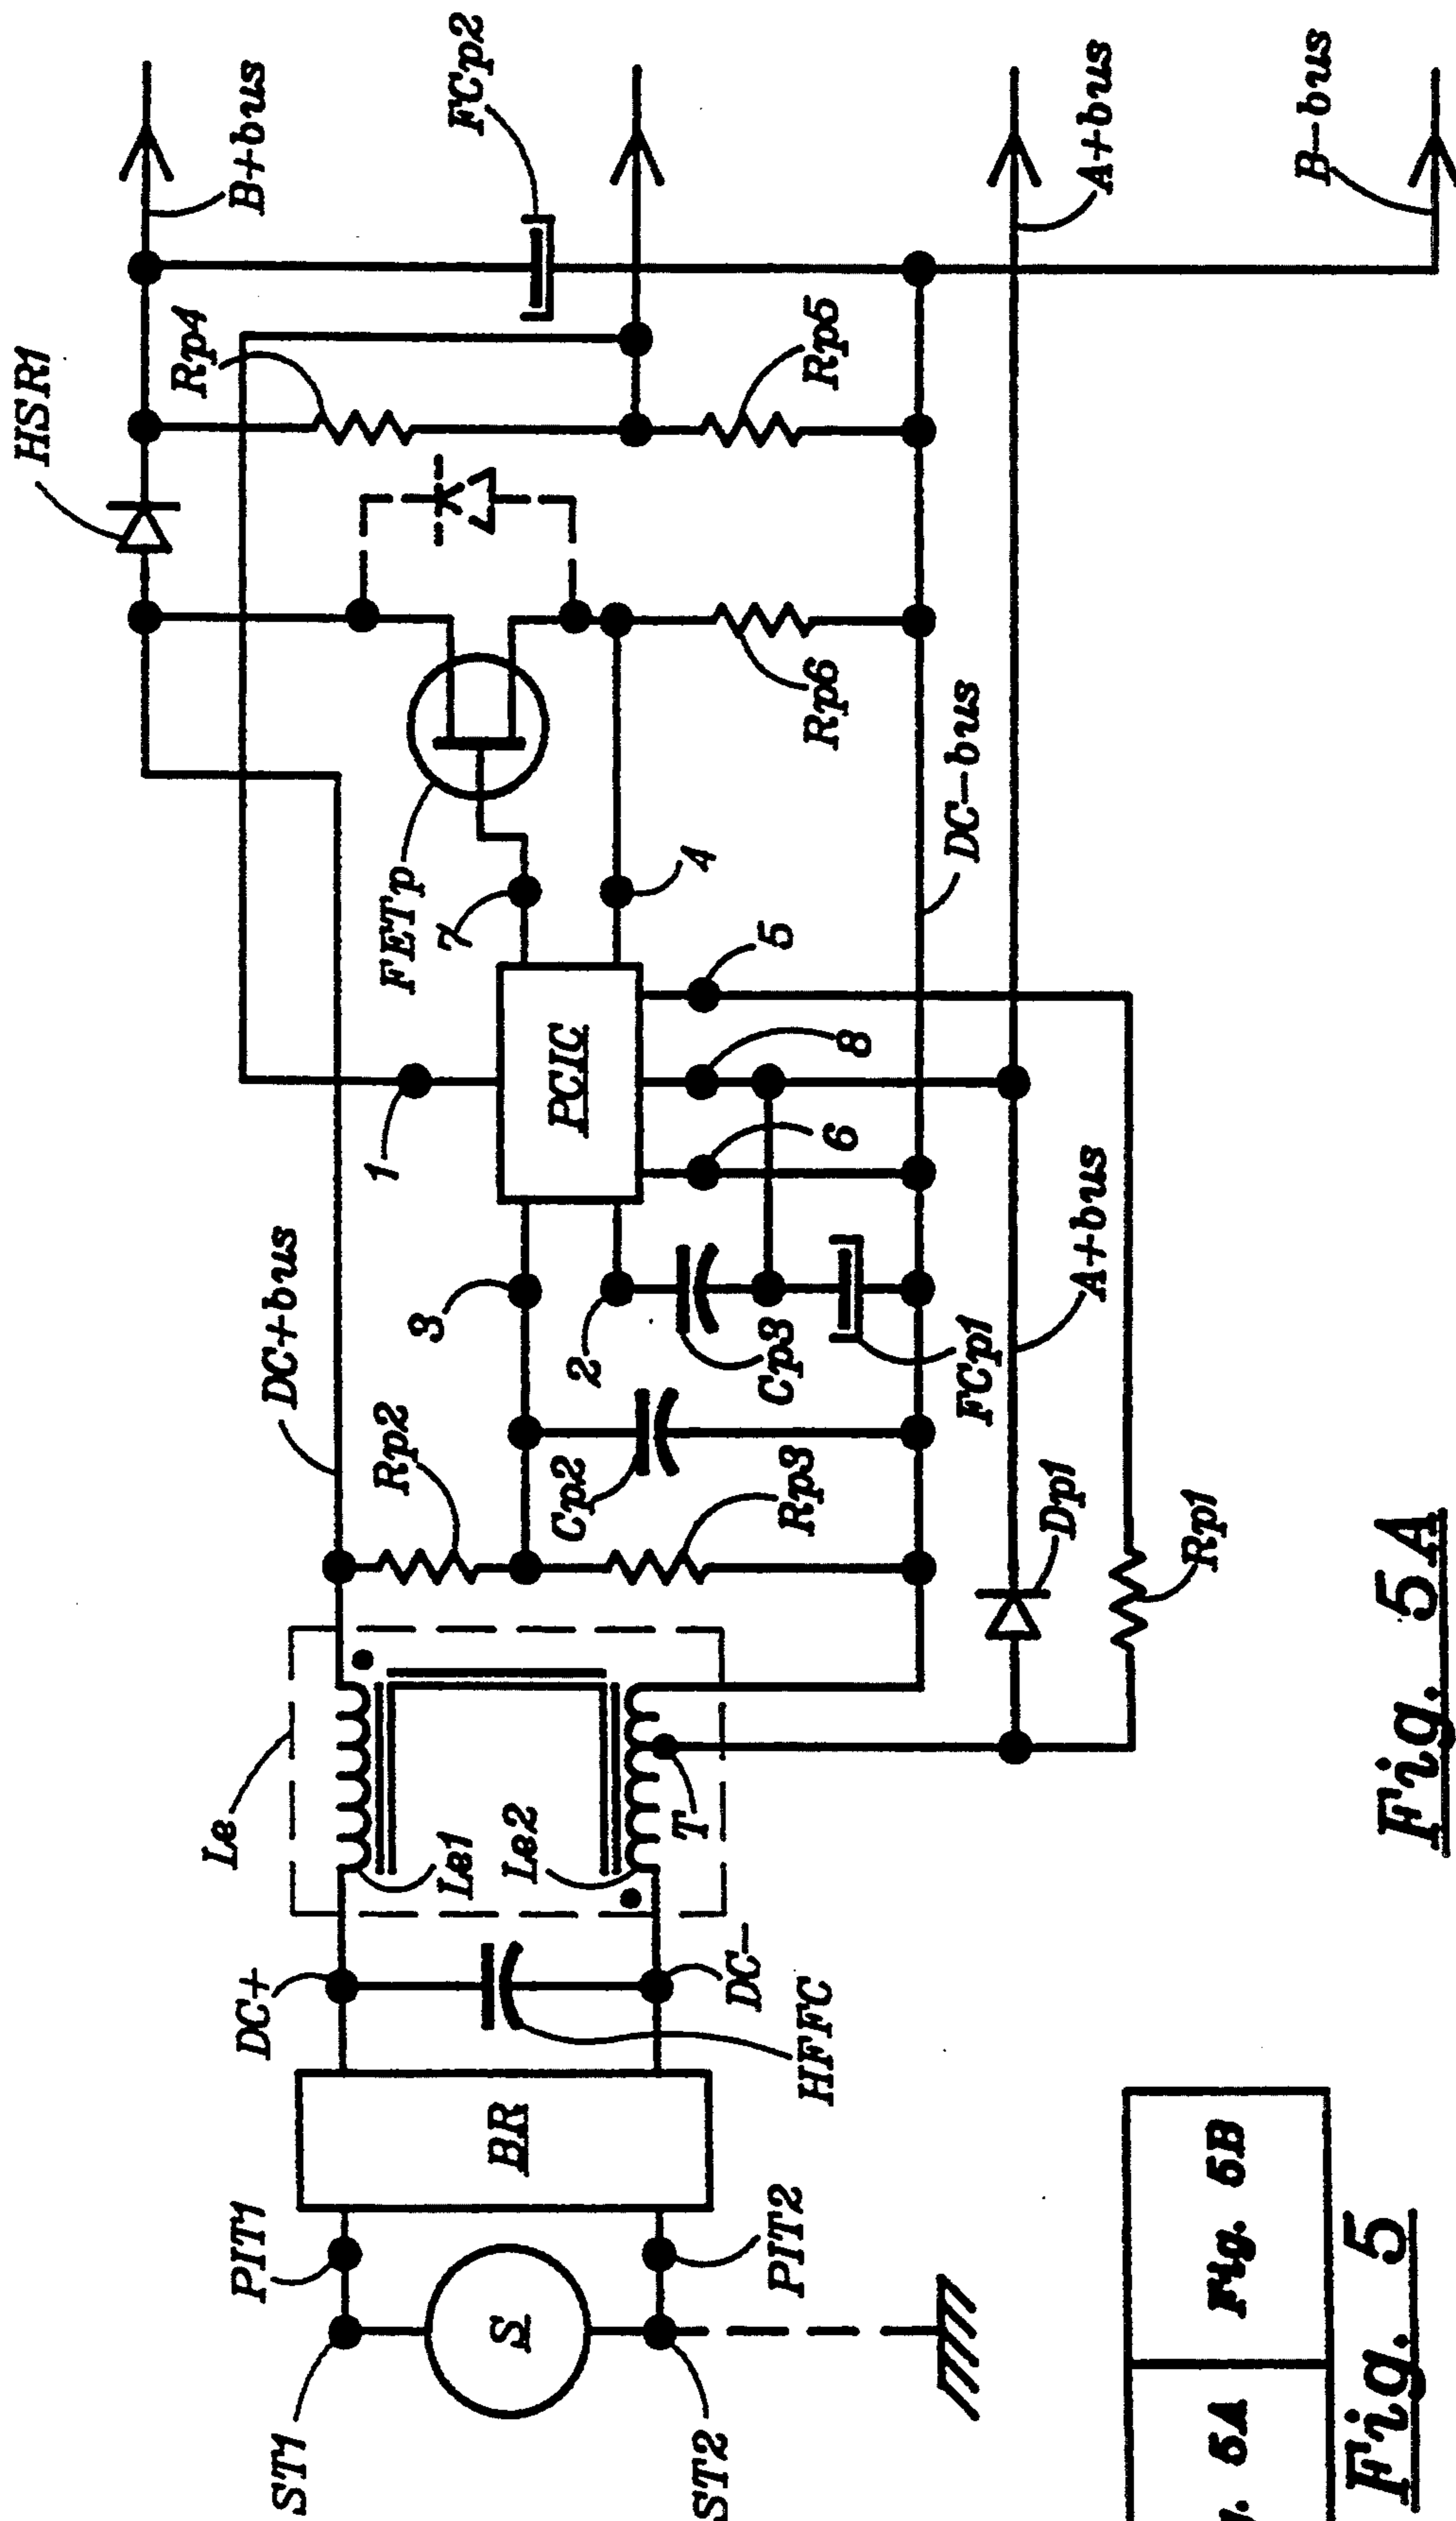 HSR1
B+bus
FCp2
Rp4
Rp5
A+bus
B-bus
FETp
7
4
Rp6
DC-bus
1
PCIC
5
8
6
DC+bus
3
2
Cp3
FCp1
A+bus
Rp2
Cp2
Rp3
Dp1
Rp1
Le
Le1
Le2
T
DC+
DC-
HFFC
BR
PIT1
PIT2
S
ST1
ST2
Fig. 5A
5A
Fig. 5B
Fig. 5